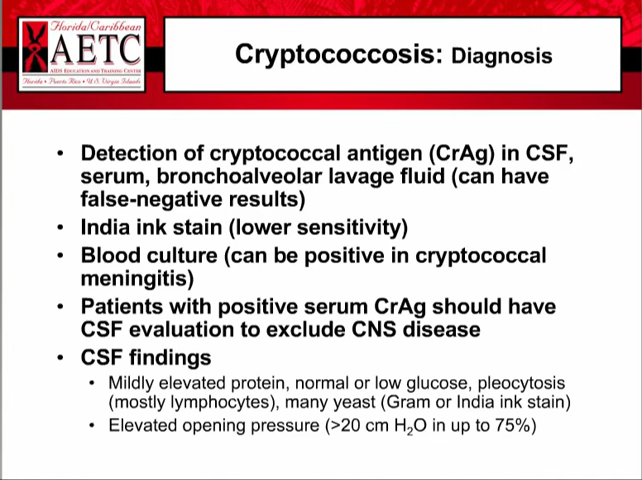 Florida/Caribbean
AETC
AIDS EDUCATION AND TRAINING CENTER
Florida • Puerto Rico • U.S. Virgin Islands
Cryptococcosis: Diagnosis
• Detection of cryptococcal antigen (CrAg) in CSF,
serum, bronchoalveolar lavage fluid (can have
false-negative results)
• India ink stain (lower sensitivity)
• Blood culture (can be positive in cryptococcal
meningitis)
• Patients with positive serum CrAg should have
CSF evaluation to exclude CNS disease
• CSF findings
• Mildly elevated protein, normal or low glucose, pleocytosis
(mostly lymphocytes), many yeast (Gram or India ink stain)
• Elevated opening pressure (>20 cm H₂O in up to 75%)